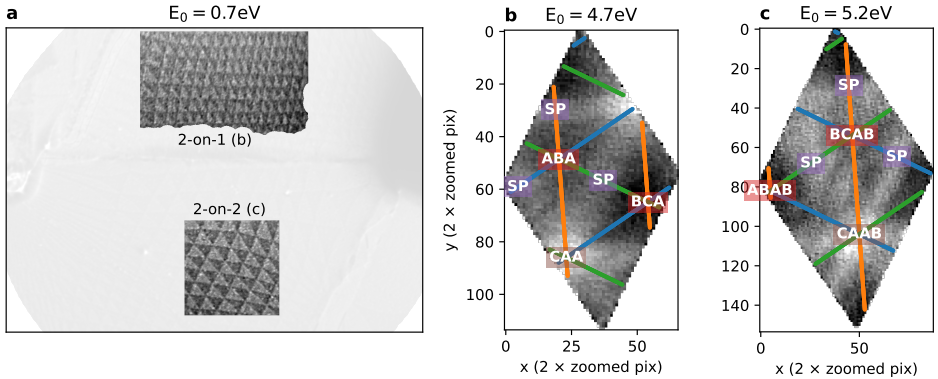 a
E₀ = 0.7eV
2-on-1 (b)
2-on-2 (c)
b
E₀ = 4.7eV
0
20
40
60
80
100
y (2 × zoomed pix)
0
25
50
x (2 × zoomed pix)
SP
ABA
SP
SP
BCA
CAA
c
E₀ = 5.2eV
0
20
40
60
80
100
120
140
0
50
x (2 × zoomed pix)
SP
BCAB
SP
SP
ABAB
CAAB